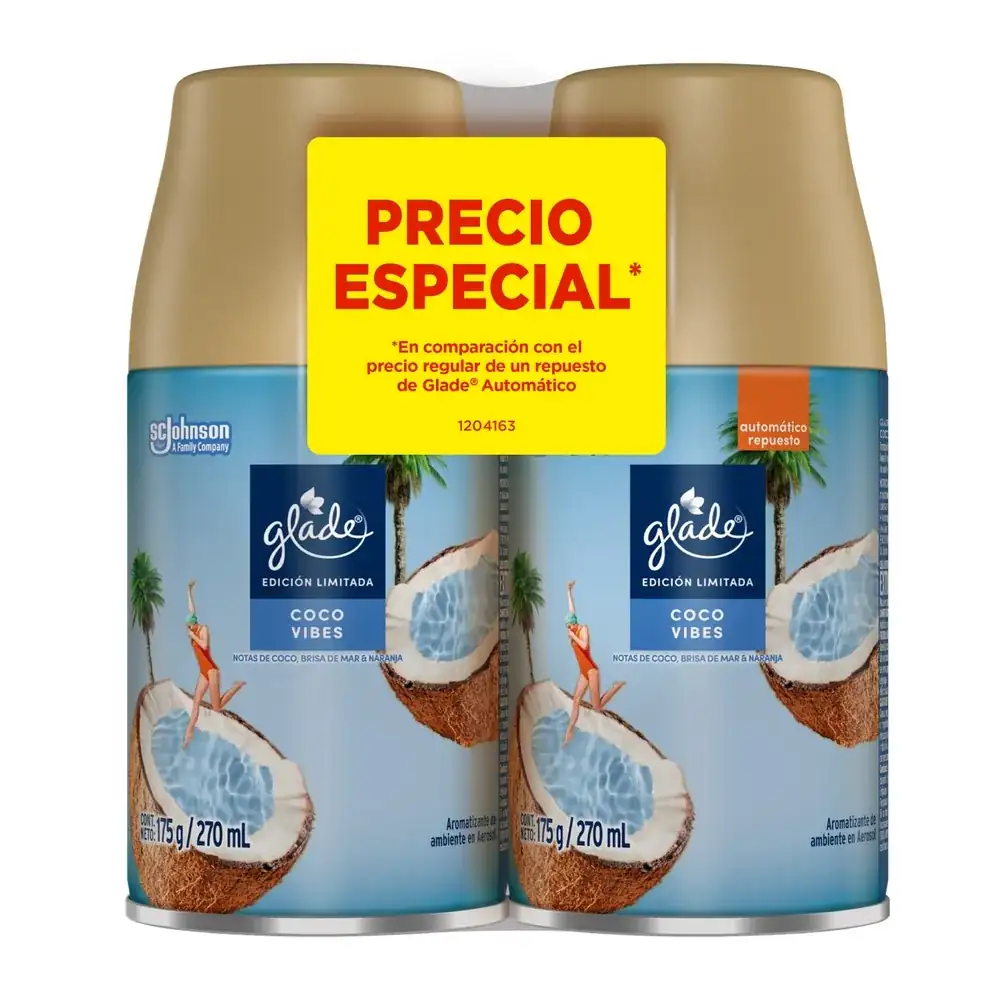 PRECIO
ESPECIAL*
*En comparación con el
precio regular de un repuesto
de Glade® Automático
1204163
SCJohnson
A Family Company
glade®
EDICIÓN LIMITADA
COCO
VIBES
NOTAS DE COCO, BRISA DE MAR & NARANJA
CONT.
NETO: 175 g / 270 mL
Aromatizante de
ambiente en Aerosol
automático
repuesto
glade®
EDICIÓN LIMITADA
COCO
VIBES
NOTAS DE COCO, BRISA DE MAR & NARANJA
CONT.
NETO: 175 g / 270 mL
Aromatizante de
ambiente en Aerosol